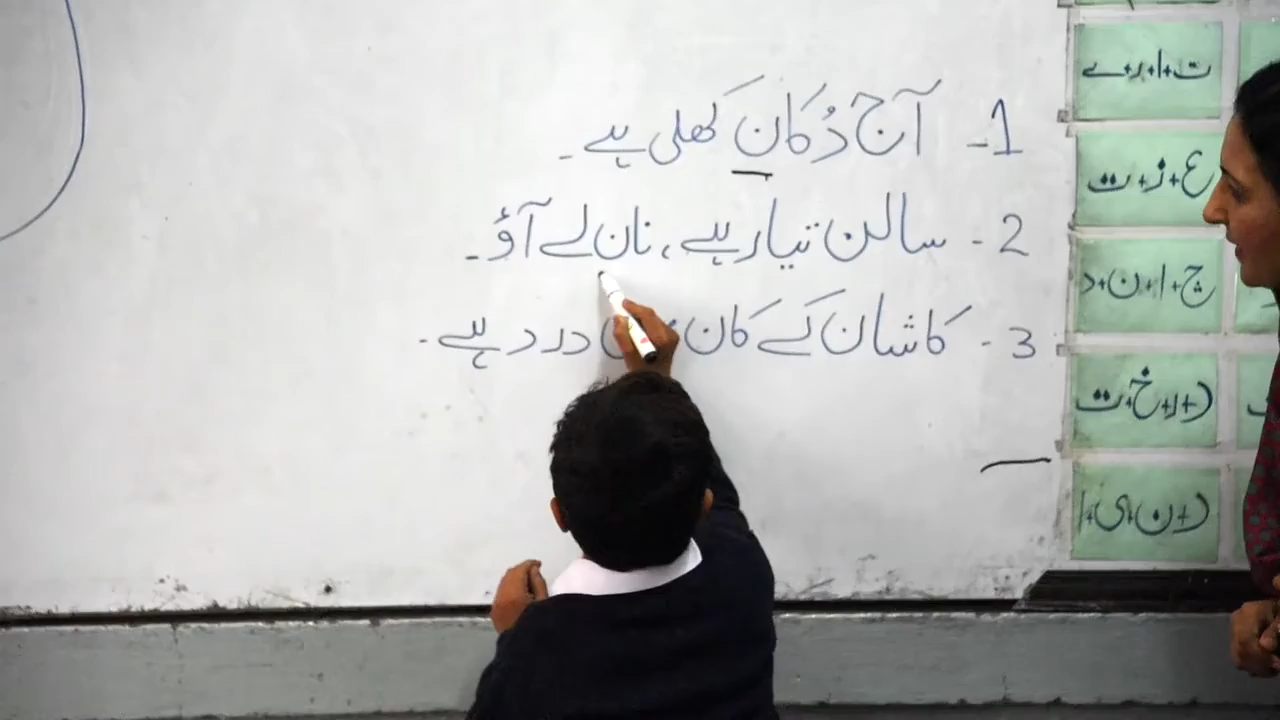 1- آج دُکان کھلی ہے۔
2- سالن تیار ہے، نان لے آؤ۔
3- کاشان کے کان درد ہے۔
ت+ا+ر+ے
ع+ز+ت
چ+ا+ن+د
د+ر+خ+ت
د+ن+ی+ا